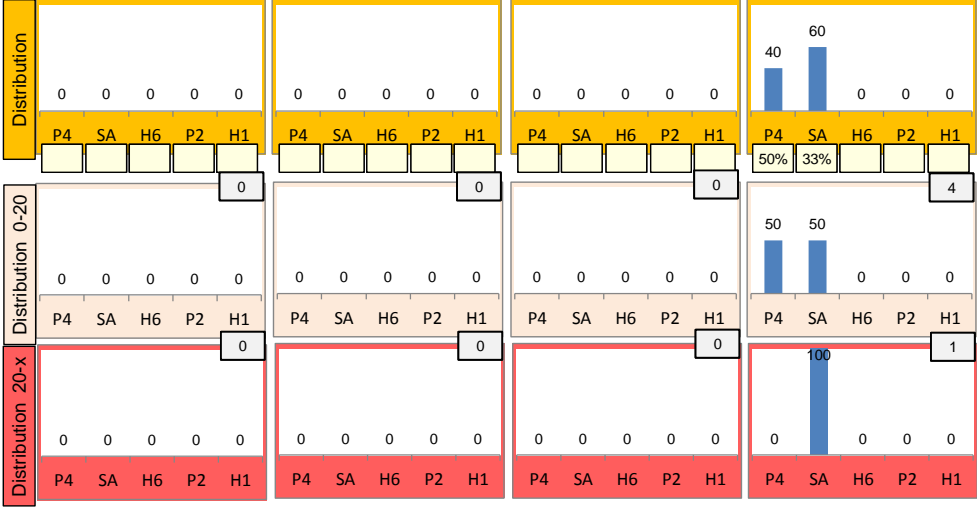 Distribution
40 60
0 0 0 0 0 0 0 0 0 0 0 0 0 0 0 0 0 0
P4 SA H6 P2 H1 P4 SA H6 P2 H1 P4 SA H6 P2 H1 P4 SA H6 P2 H1
50% 33%
0 0 0 4
Distribution 0-20
50 50
0 0 0 0 0 0 0 0 0 0 0 0 0 0 0 0 0 0
P4 SA H6 P2 H1 P4 SA H6 P2 H1 P4 SA H6 P2 H1 P4 SA H6 P2 H1
0 0 0 1
Distribution 20-x
100
0 0 0 0 0 0 0 0 0 0 0 0 0 0 0 0 0 0 0
P4 SA H6 P2 H1 P4 SA H6 P2 H1 P4 SA H6 P2 H1 P4 SA H6 P2 H1